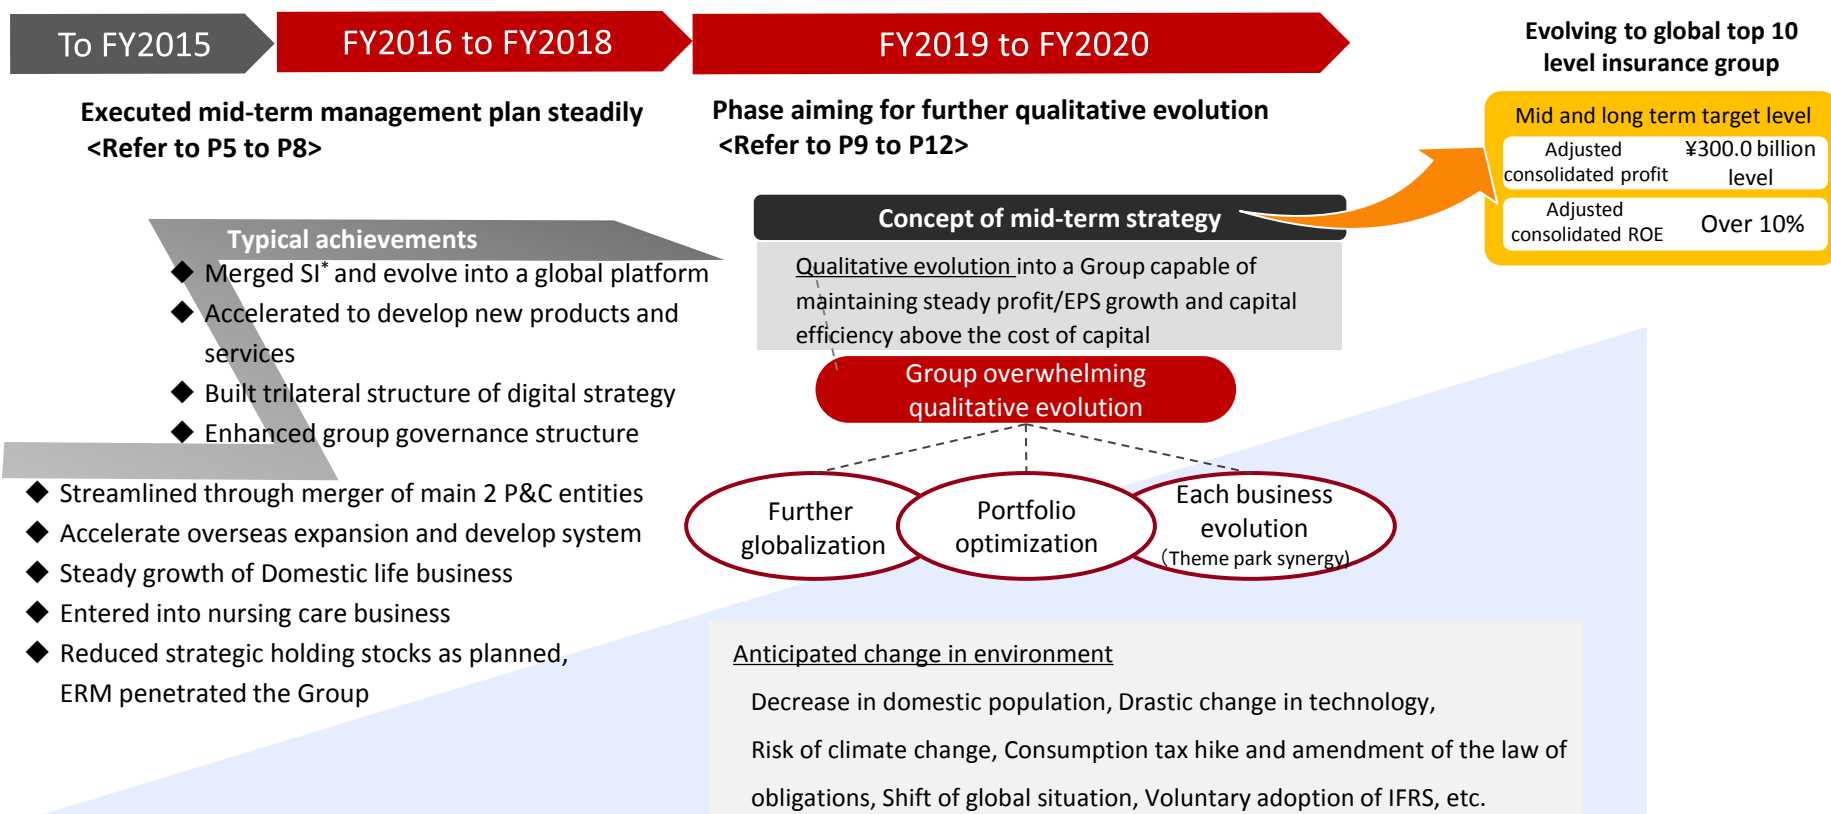 To FY2015
FY2016 to FY2018
FY2019 to FY2020
Evolving to global top 10
level insurance group
Executed mid-term management plan steadily
<Refer to P5 to P8>
Phase aiming for further qualitative evolution
<Refer to P9 to P12>
Mid and long term target level
Adjusted
consolidated profit
¥300.0 billion
level
Adjusted
consolidated ROE
Over 10%
Typical achievements
◆ Merged SI* and evolve into a global platform
◆ Accelerated to develop new products and
services
◆ Built trilateral structure of digital strategy
◆ Enhanced group governance structure
◆ Streamlined through merger of main 2 P&C entities
◆ Accelerate overseas expansion and develop system
◆ Steady growth of Domestic life business
◆ Entered into nursing care business
◆ Reduced strategic holding stocks as planned,
ERM penetrated the Group
Concept of mid-term strategy
Qualitative evolution into a Group capable of
maintaining steady profit/EPS growth and capital
efficiency above the cost of capital
Group overwhelming
qualitative evolution
Further
globalization
Portfolio
optimization
Each business
evolution
(Theme park synergy)
Anticipated change in environment
Decrease in domestic population, Drastic change in technology,
Risk of climate change, Consumption tax hike and amendment of the law of
obligations, Shift of global situation, Voluntary adoption of IFRS, etc.